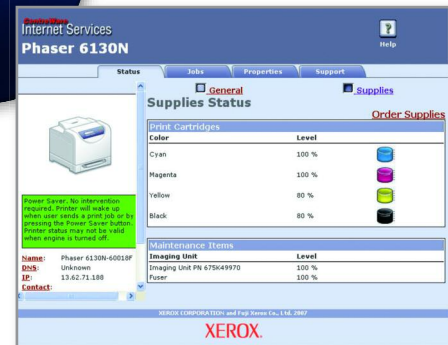 CentreWare
Internet Services
Phaser 6130N
Help
Status
Jobs
Properties
Support
General
Supplies
Supplies Status
Order Supplies
Print Cartridges
Color Level
Cyan 100 %
Magenta 100 %
Yellow 80 %
Black 80 %
Power Saver. No intervention
required. Printer will wake up
when user sends a print job or by
pressing the Power Saver button.
Printer status may not be valid
when engine is turned off.
Maintenance Items
Imaging Unit Level
Imaging Unit PN 675K49970 100 %
Fuser 100 %
Name: Phaser 6130N-60018F
DNS: Unknown
IP: 13.62.71.188
Contact:
XEROX CORPORATION and Fuji Xerox Co., Ltd, 2007
XEROX.